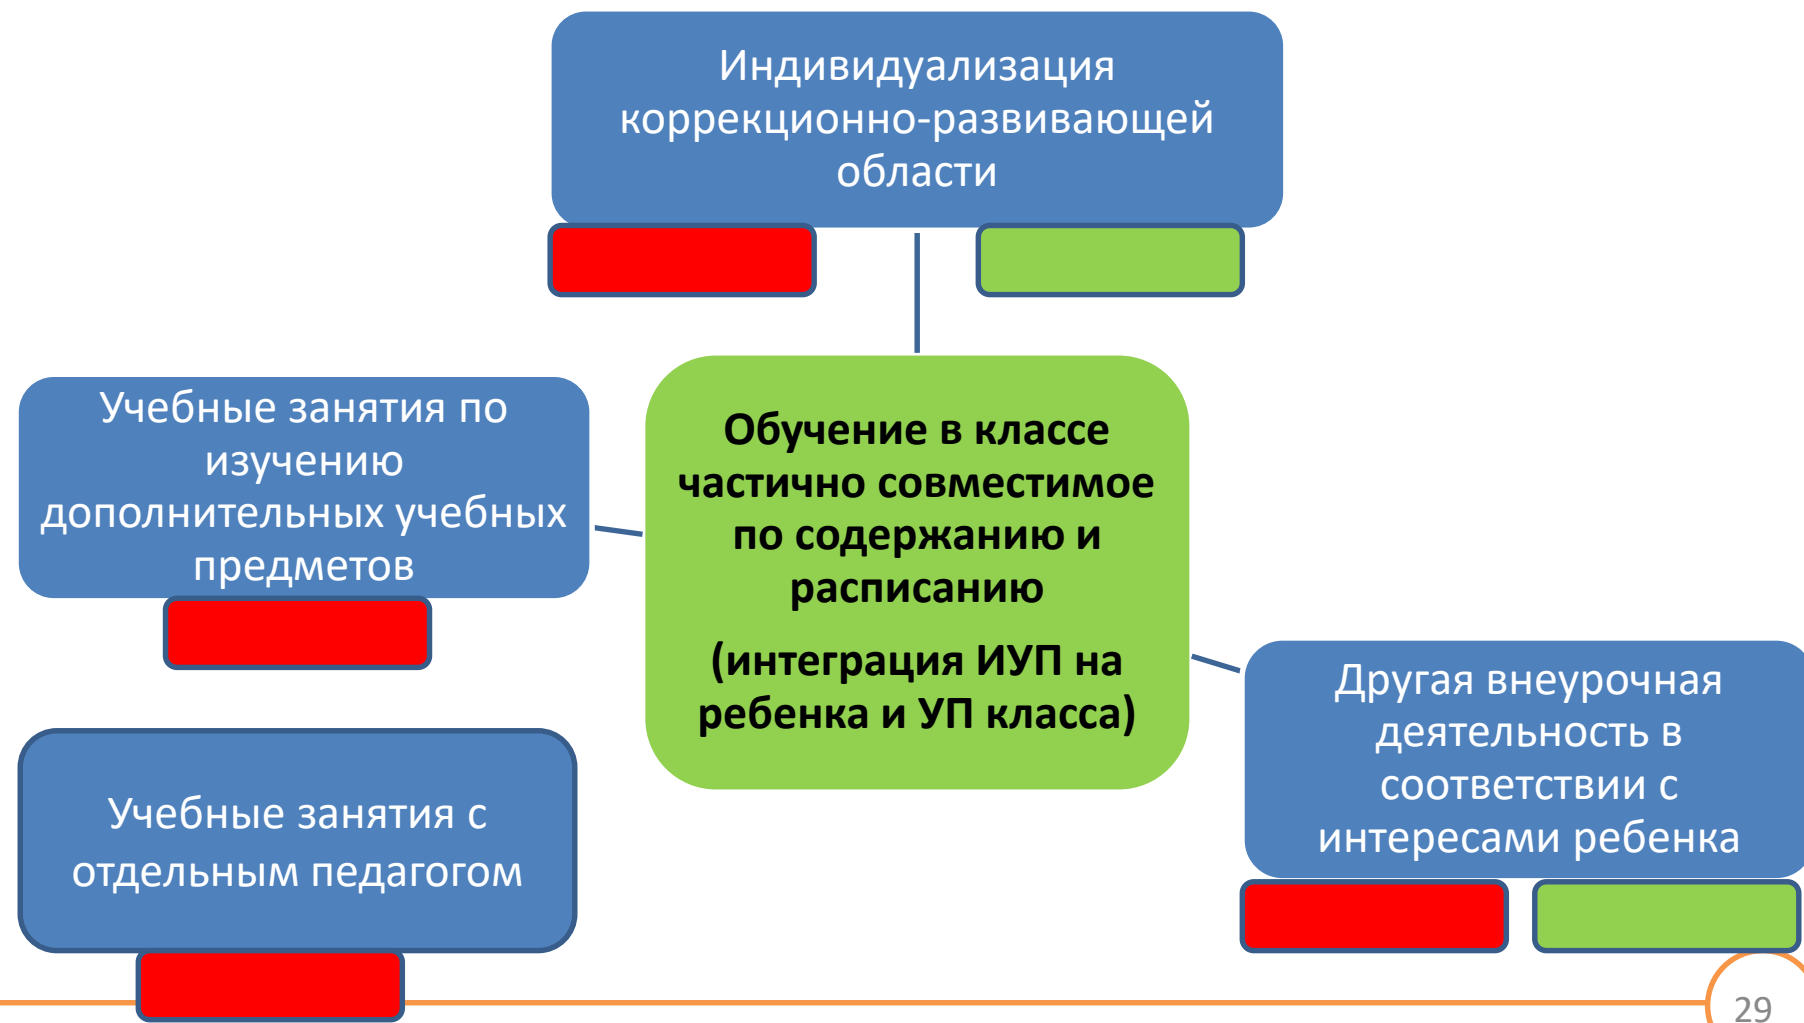 Индивидуализация
коррекционно-развивающей
области
Учебные занятия по
изучению
дополнительных учебных
предметов
Обучение в классе
частично совместимое
по содержанию и
расписанию
(интеграция ИУП на
ребенка и УП класса)
Учебные занятия с
отдельным педагогом
Другая внеурочная
деятельность в
соответствии с
интересами ребенка
29